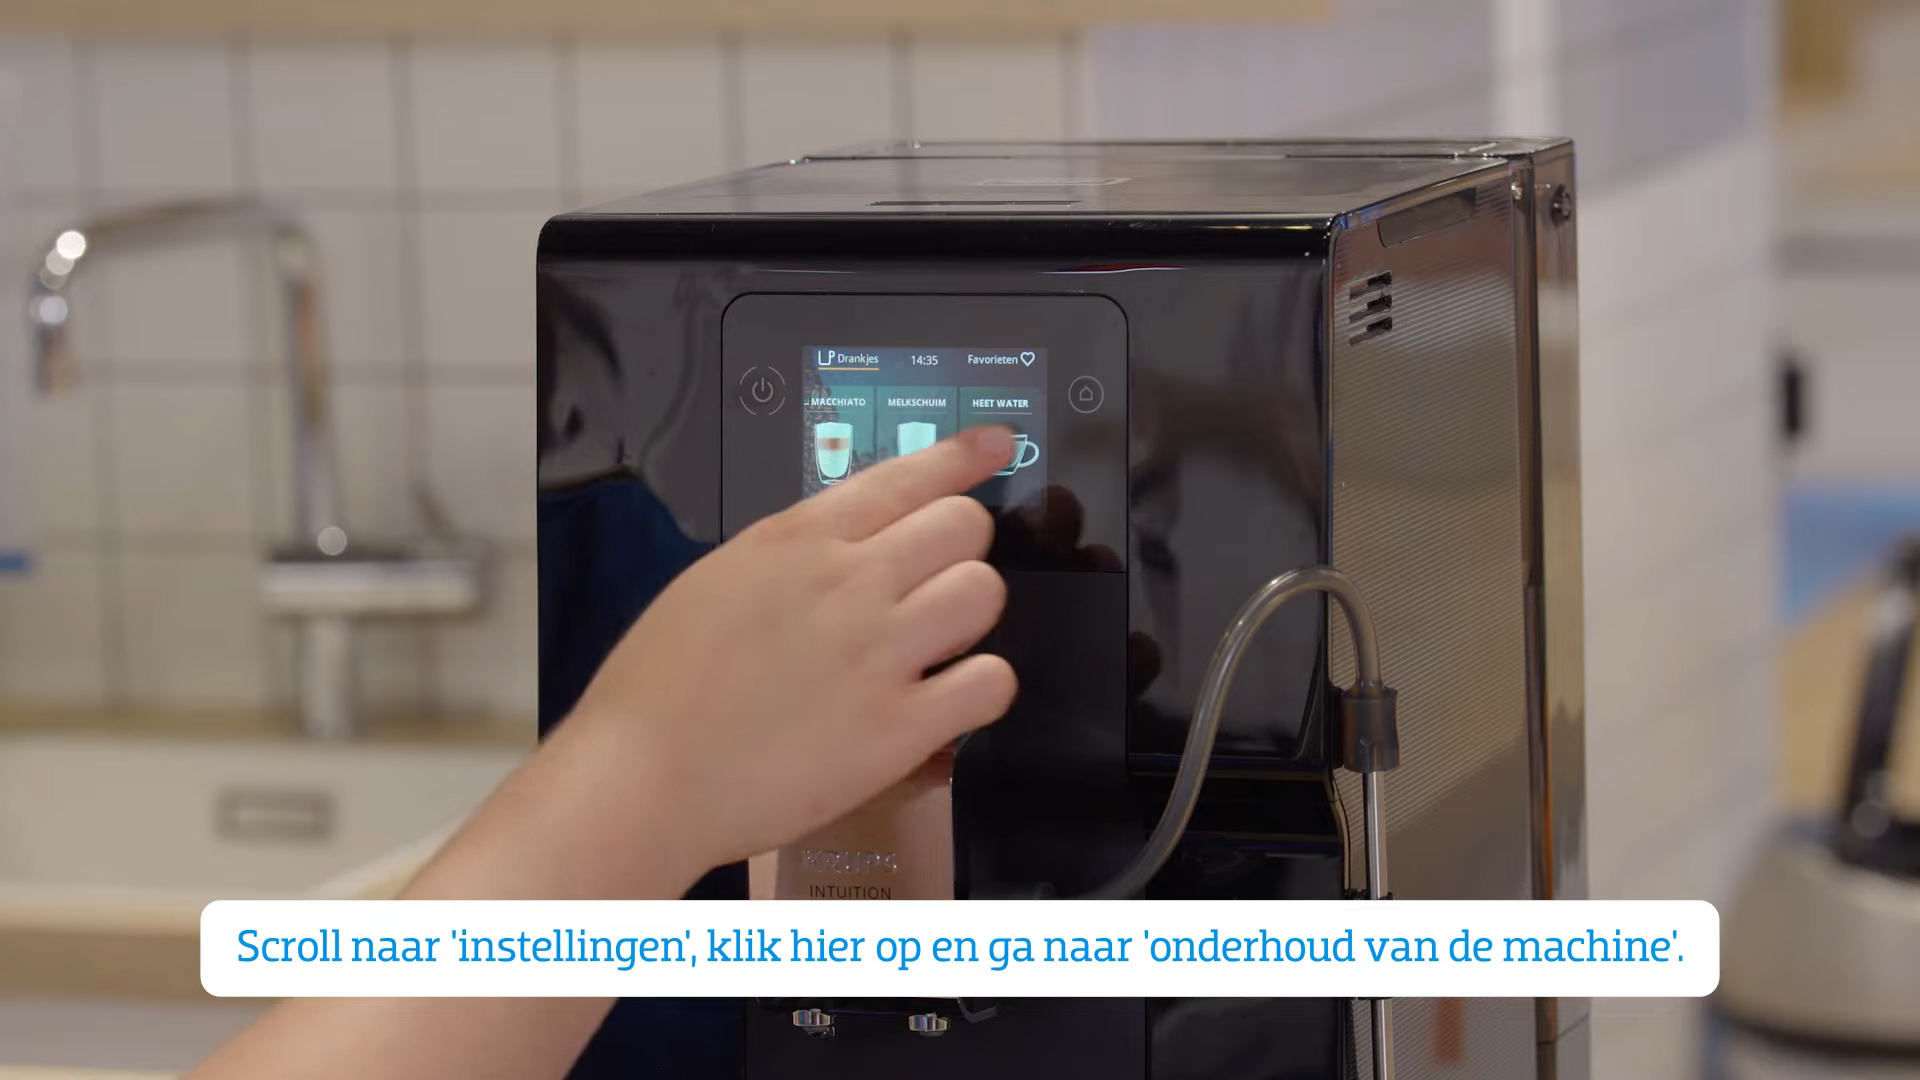 Drankjes 14:35 Favorieten
.. MACCHIATO MELKSCHUIM HEET WATER
KRUPS
INTUITION
Scroll naar 'instellingen', klik hier op en ga naar 'onderhoud van de machine'.